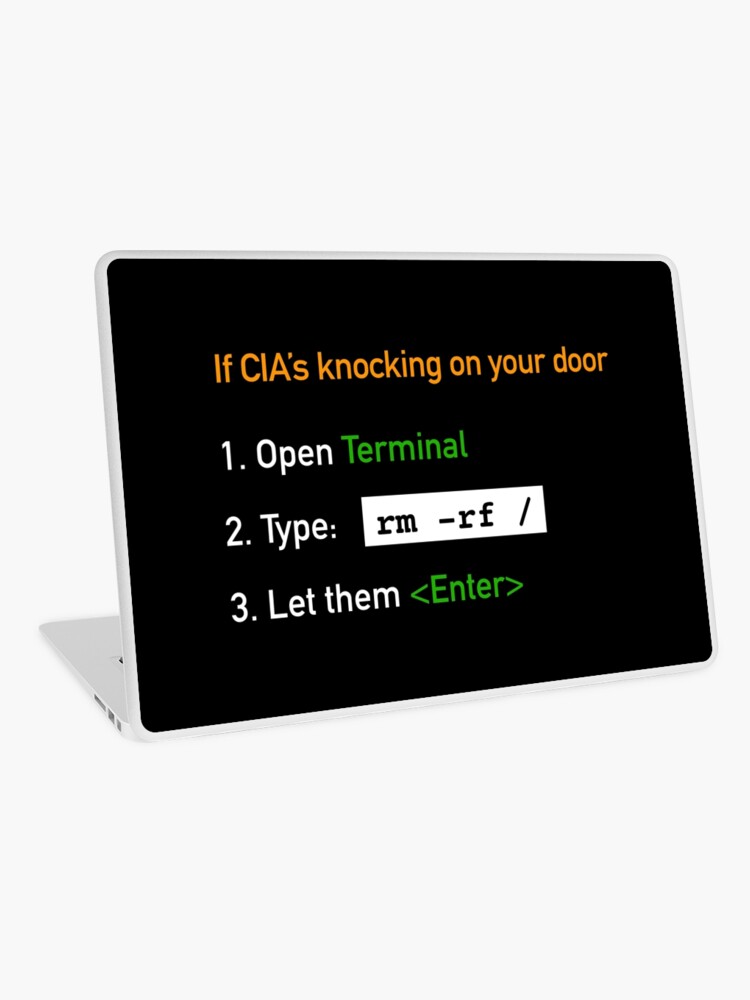 If CIA's knocking on your door
1. Open Terminal
2. Type: rm -rf /
3. Let them <Enter>